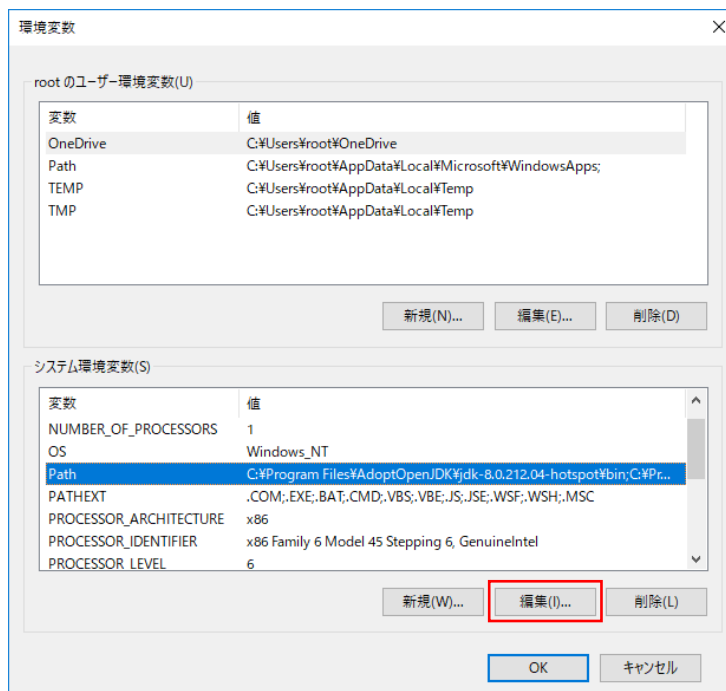 環境変数
root のユーザー環境変数(U)
変数 値
OneDrive C:¥Users¥root¥OneDrive
Path C:¥Users¥root¥AppData¥Local¥Microsoft¥WindowsApps;
TEMP C:¥Users¥root¥AppData¥Local¥Temp
TMP C:¥Users¥root¥AppData¥Local¥Temp
新規(N)... 編集(E)... 削除(D)
システム環境変数(S)
変数 値
NUMBER_OF_PROCESSORS 1
OS Windows_NT
Path C:¥Program Files¥AdoptOpenJDK¥jdk-8.0.212.04-hotspot¥bin;C:¥Pr...
PATHEXT .COM;.EXE;.BAT;.CMD;.VBS;.VBE;.JS;.JSE;.WSF;.WSH;.MSC
PROCESSOR_ARCHITECTURE x86
PROCESSOR_IDENTIFIER x86 Family 6 Model 45 Stepping 6, GenuineIntel
PROCESSOR_LEVEL 6
新規(W)... 編集(I)... 削除(L)
OK キャンセル